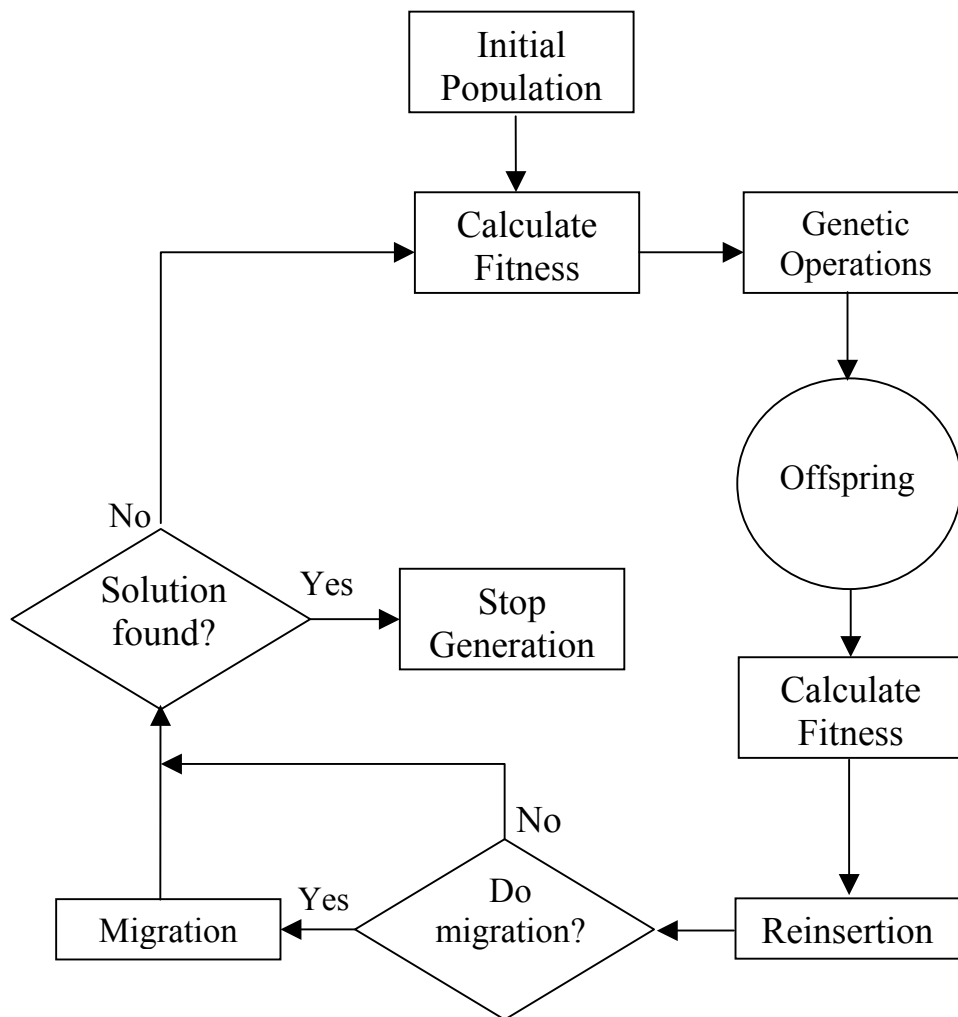 Initial
Population
Calculate
Fitness
Genetic
Operations
Offspring
No
Solution
found?
Yes
Stop
Generation
Calculate
Fitness
No
Do
migration?
Yes
Migration
Reinsertion